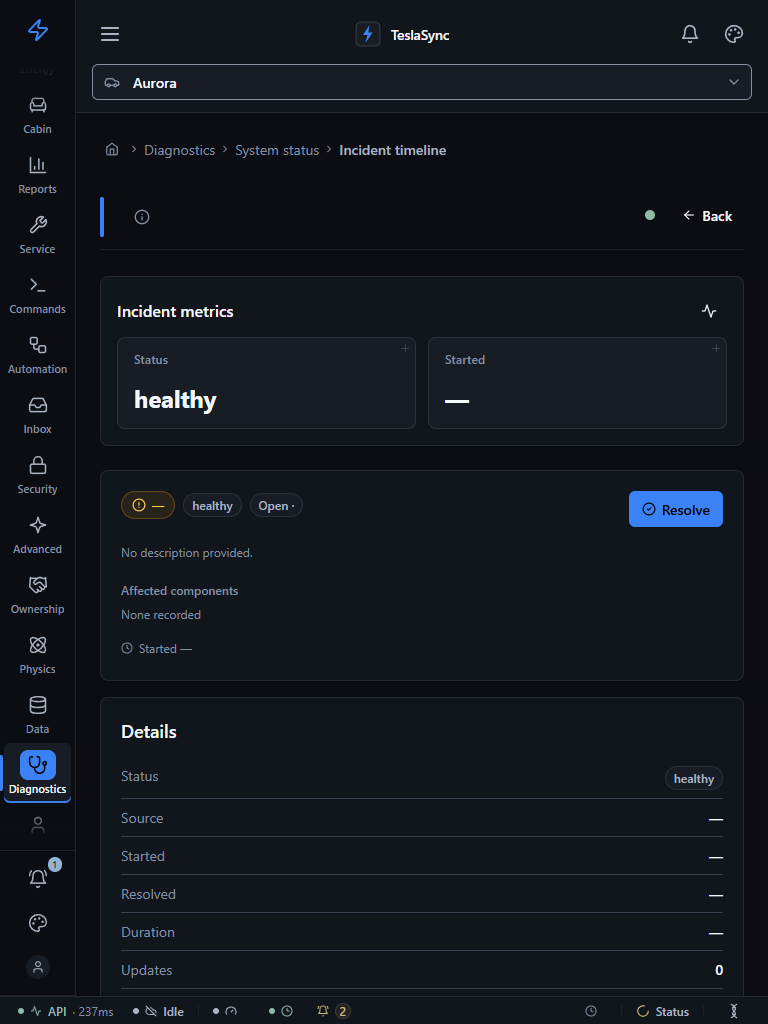 TeslaSync
Aurora
Energy
Cabin
Reports
Service
Commands
Automation
Inbox
Security
Advanced
Ownership
Physics
Data
Diagnostics
1
Diagnostics > System status > Incident timeline
Back
Incident metrics
Status
healthy
Started
—
—
healthy
Open ·
Resolve
No description provided.
Affected components
None recorded
Started —
Details
Status healthy
Source —
Started —
Resolved —
Duration —
Updates 0
API · 237ms
Idle
2
Status